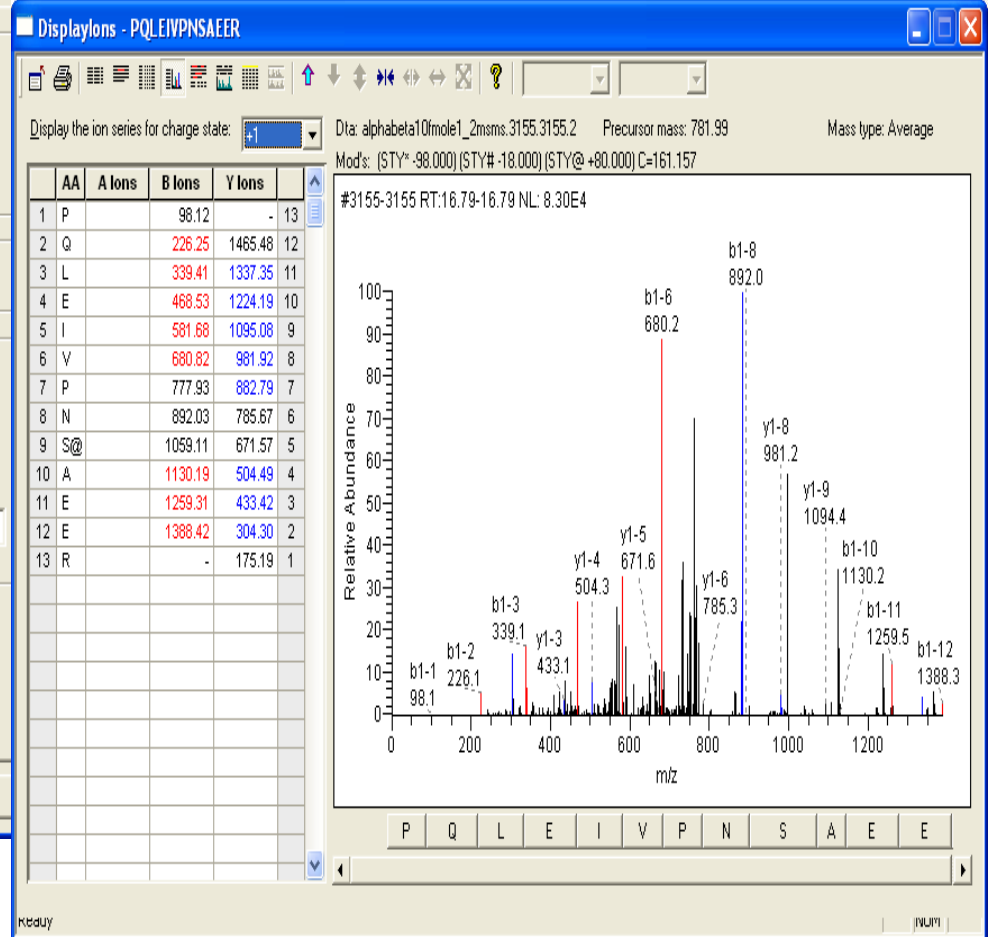 DisplayIons - PQLEIVPNSAEER
Display the ion series for charge state: +1
Dta: alphabeta10fmole1_2msms.3155.3155.2 Precursor mass: 781.99 Mass type: Average
Mod's: (STY* -98.000) (STY# -18.000) (STY@ +80.000) C=161.157
AA A Ions B Ions Y Ions
1 P 98.12 - 13
2 Q 226.25 1465.48 12
3 L 339.41 1337.35 11
4 E 468.53 1224.19 10
5 I 581.68 1095.08 9
6 V 680.82 981.92 8
7 P 777.93 882.79 7
8 N 892.03 785.67 6
9 S@ 1059.11 671.57 5
10 A 1130.19 504.49 4
11 E 1259.31 433.42 3
12 E 1388.42 304.30 2
13 R - 175.19 1
#3155-3155 RT:16.79-16.79 NL: 8.30E4
b1-8
892.0
b1-6
680.2
y1-8
981.2
y1-9
1094.4
y1-5
671.6
y1-4
504.3
b1-10
1130.2
y1-6
785.3
b1-3
339.1
b1-11
1259.5
y1-3
433.1
b1-2
226.1
b1-12
1388.3
b1-1
98.1
100
90
80
70
60
50
40
30
20
10
0
Relative Abundance
0 200 400 600 800 1000 1200
m/z
P Q L E I V P N S A E E
Ready NUM